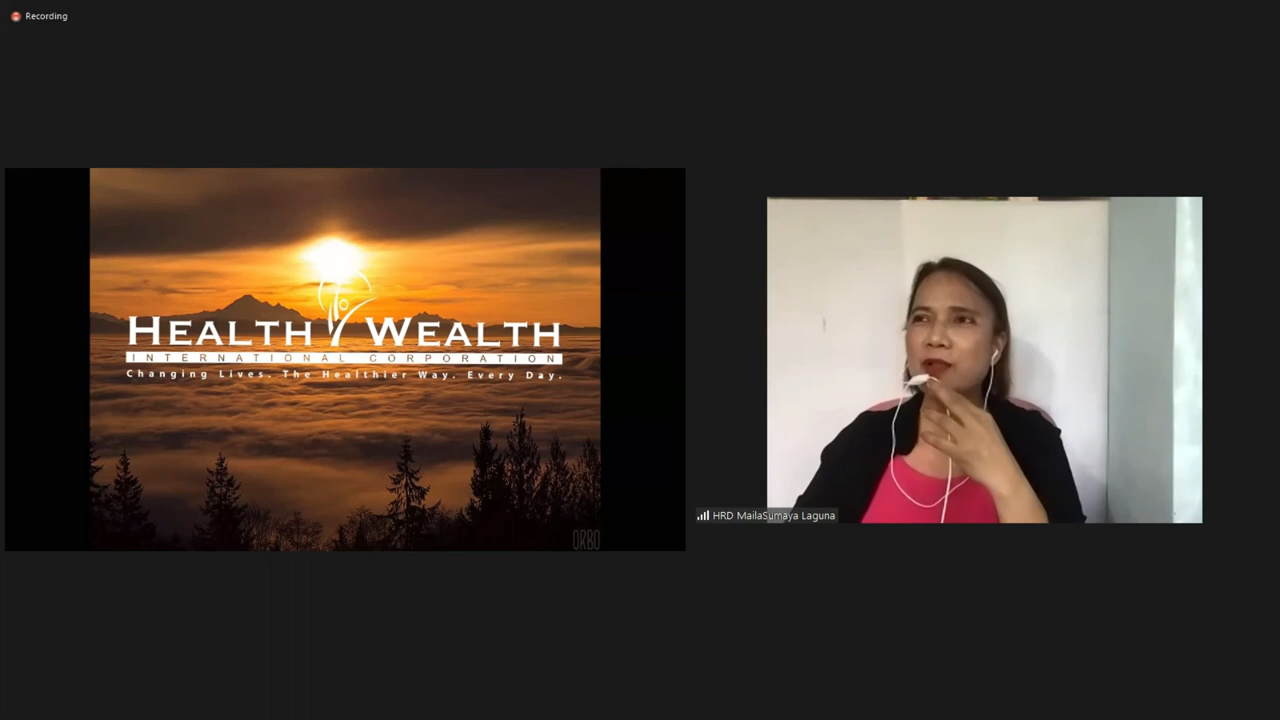 Recording
HEALTH WEALTH
INTERNATIONAL CORPORATION
Changing Lives. The Healthier Way. Every Day.
ORBO
HRD MailaSumaya Laguna